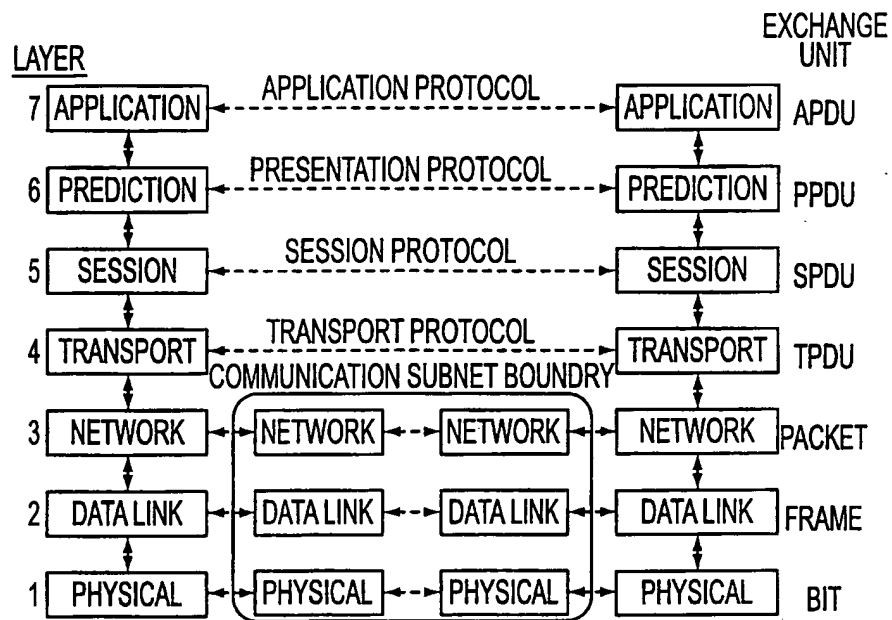 EXCHANGE
UNIT
LAYER
7 APPLICATION APPLICATION PROTOCOL APPLICATION APDU
6 PREDICTION PRESENTATION PROTOCOL PREDICTION PPDU
5 SESSION SESSION PROTOCOL SESSION SPDU
4 TRANSPORT TRANSPORT PROTOCOL TRANSPORT TPDU
COMMUNICATION SUBNET BOUNDRY
3 NETWORK NETWORK NETWORK NETWORK PACKET
2 DATA LINK DATA LINK DATA LINK DATA LINK FRAME
1 PHYSICAL PHYSICAL PHYSICAL PHYSICAL BIT